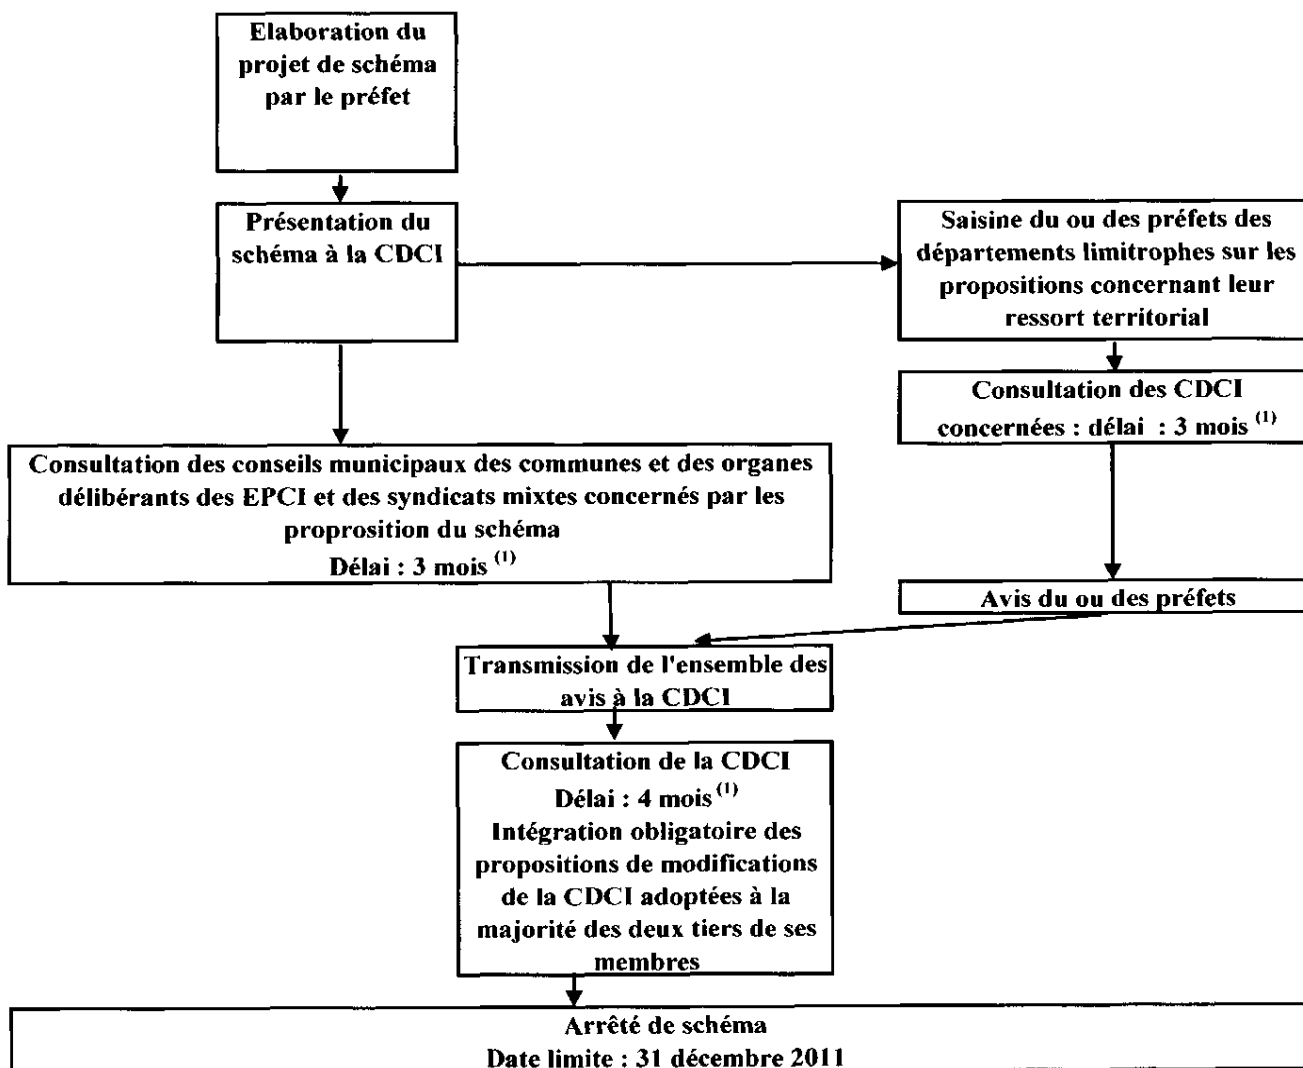 Elaboration du
projet de schéma
par le préfet
Présentation du
schéma à la CDCI
Saisine du ou des préfets des
départements limitrophes sur les
propositions concernant leur
ressort territorial
Consultation des CDCI
concernées : délai : 3 mois (1)
Consultation des conseils municipaux des communes et des organes
délibérants des EPCI et des syndicats mixtes concernés par les
proprosition du schéma
Délai : 3 mois (1)
Avis du ou des préfets
Transmission de l'ensemble des
avis à la CDCI
Consultation de la CDCI
Délai : 4 mois (1)
Intégration obligatoire des
propositions de modifications
de la CDCI adoptées à la
majorité des deux tiers de ses
membres
Arrêté de schéma
Date limite : 31 décembre 2011